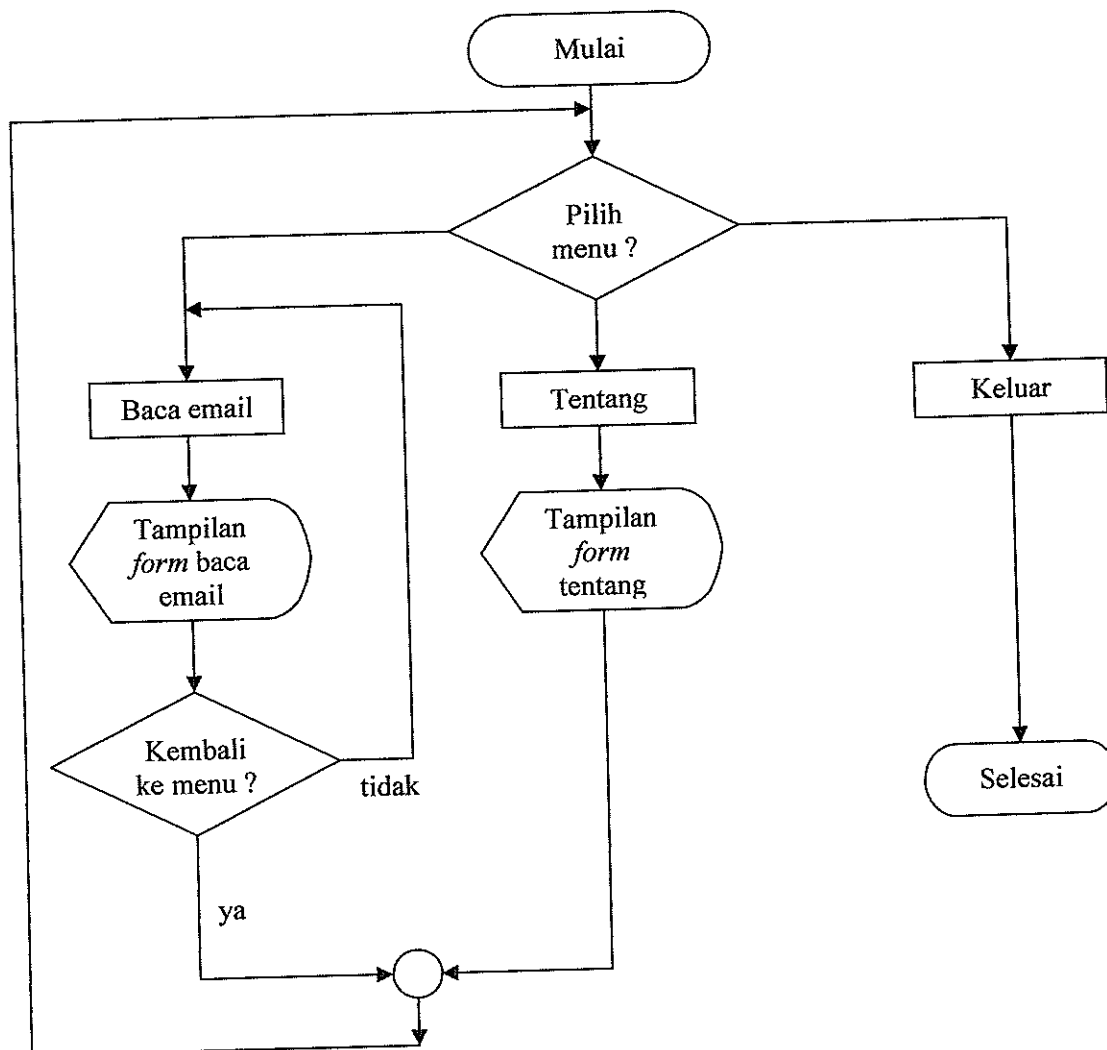 Mulai
Pilih
menu ?
Baca email
Tentang
Keluar
Tampilan
form baca
email
Tampilan
form
tentang
Kembali
ke menu ?
tidak
Selesai
ya